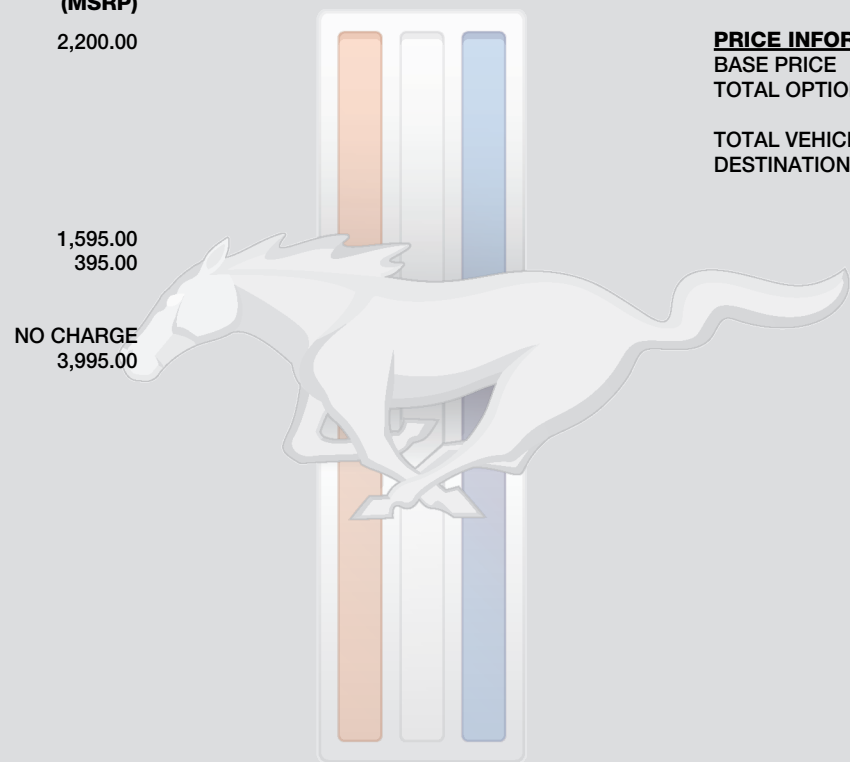 (MSRP)
2,200.00
1,595.00
395.00
NO CHARGE
3,995.00
PRICE INFOR
BASE PRICE
TOTAL OPTIO
TOTAL VEHICL
DESTINATION